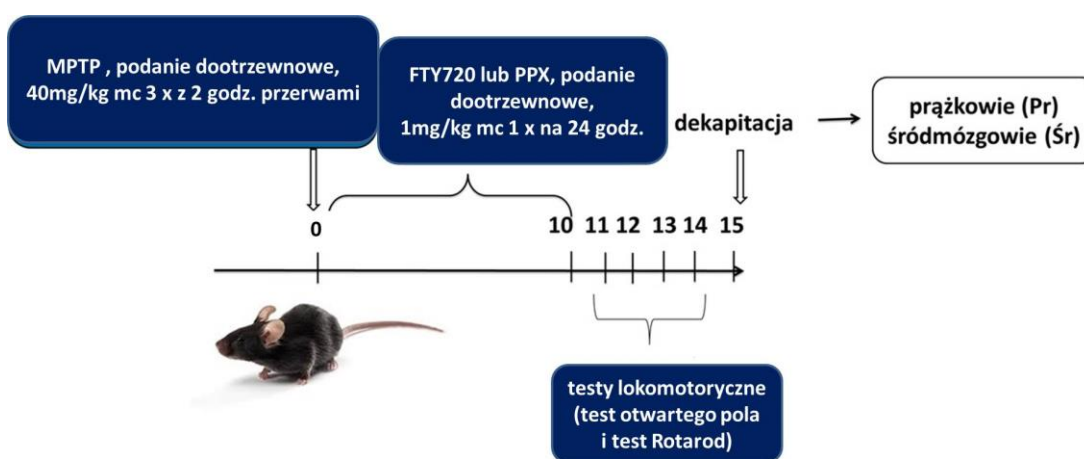 MPTP , podanie dootrzewnowe,
40mg/kg mc 3 x z 2 godz. przerwami
FTY720 lub PPX, podanie
dootrzewnowe,
1mg/kg mc 1 x na 24 godz.
dekapitacja
prążkowie (Pr)
śródmózgowie (Śr)
0 10 11 12 13 14 15
testy lokomotoryczne
(test otwartego pola
i test Rotarod)